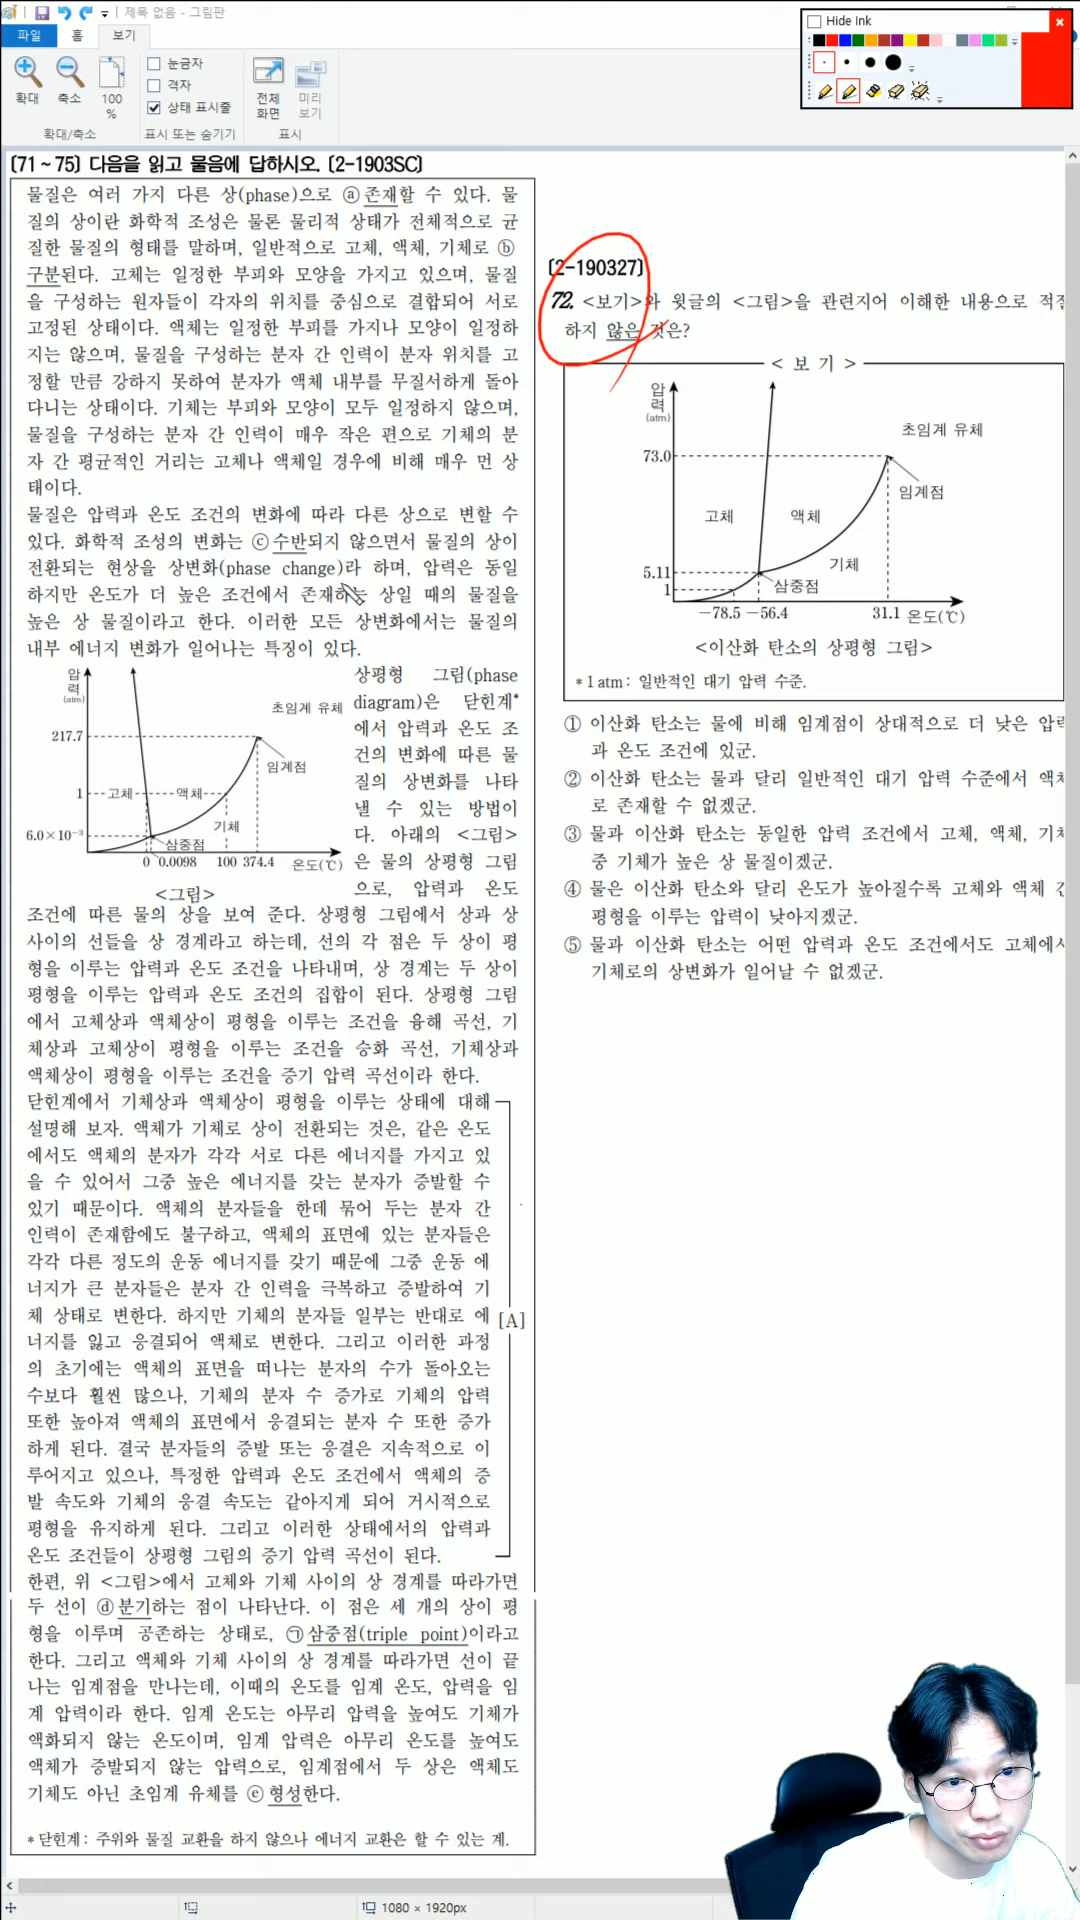 제목 없음 - 그림판
파일
홈
보기
확대
축소
100
%
눈금자
격자
상태 표시줄
전체
화면
미리
보기
확대/축소
표시 또는 숨기기
표시
Hide Ink
[71 ~ 75] 다음을 읽고 물음에 답하시오. [2-1903SC]
물질은 여러 가지 다른 상(phase)으로 ⓐ존재할 수 있다. 물
질의 상이란 화학적 조성은 물론 물리적 상태가 전체적으로 균
질한 물질의 형태를 말하며, 일반적으로 고체, 액체, 기체로 ⓑ
구분된다. 고체는 일정한 부피와 모양을 가지고 있으며, 물질
을 구성하는 원자들이 각자의 위치를 중심으로 결합되어 서로
고정된 상태이다. 액체는 일정한 부피를 가지나 모양이 일정하
지는 않으며, 물질을 구성하는 분자 간 인력이 분자 위치를 고
정할 만큼 강하지 못하여 분자가 액체 내부를 무질서하게 돌아
다니는 상태이다. 기체는 부피와 모양이 모두 일정하지 않으며,
물질을 구성하는 분자 간 인력이 매우 작은 편으로 기체의 분
자 간 평균적인 거리는 고체나 액체일 경우에 비해 매우 먼 상
태이다.
물질은 압력과 온도 조건의 변화에 따라 다른 상으로 변할 수
있다. 화학적 조성의 변화는 ⓒ수반되지 않으면서 물질의 상이
전환되는 현상을 상변화(phase change)라 하며, 압력은 동일
하지만 온도가 더 높은 조건에서 존재하는 상일 때의 물질을
높은 상 물질이라고 한다. 이러한 모든 상변화에서는 물질의
내부 에너지 변화가 일어나는 특징이 있다.
압
력
(atm)
초임계 유체
217.7
임계점
1
고체
액체
기체
6.0×10⁻³
삼중점
0 0.0098 100 374.4 온도(℃)
<그림>
상평형 그림(phase
diagram)은 닫힌계*
에서 압력과 온도 조
건의 변화에 따른 물
질의 상변화를 나타
낼 수 있는 방법이
다. 아래의 <그림>
은 물의 상평형 그림
으로, 압력과 온도
조건에 따른 물의 상을 보여 준다. 상평형 그림에서 상과 상
사이의 선들을 상 경계라고 하는데, 선의 각 점은 두 상이 평
형을 이루는 압력과 온도 조건을 나타내며, 상 경계는 두 상이
평형을 이루는 압력과 온도 조건의 집합이 된다. 상평형 그림
에서 고체상과 액체상이 평형을 이루는 조건을 융해 곡선, 기
체상과 고체상이 평형을 이루는 조건을 승화 곡선, 기체상과
액체상이 평형을 이루는 조건을 증기 압력 곡선이라 한다.
닫힌계에서 기체상과 액체상이 평형을 이루는 상태에 대해
설명해 보자. 액체가 기체로 상이 전환되는 것은, 같은 온도
에서도 액체의 분자가 각각 서로 다른 에너지를 가지고 있
을 수 있어서 그중 높은 에너지를 갖는 분자가 증발할 수
있기 때문이다. 액체의 분자들을 한데 묶어 두는 분자 간
인력이 존재함에도 불구하고, 액체의 표면에 있는 분자들은
각각 다른 정도의 운동 에너지를 갖기 때문에 그중 운동 에
너지가 큰 분자들은 분자 간 인력을 극복하고 증발하여 기
체 상태로 변한다. 하지만 기체의 분자들 일부는 반대로 에
너지를 잃고 응결되어 액체로 변한다. 그리고 이러한 과정
의 초기에는 액체의 표면을 떠나는 분자의 수가 돌아오는
수보다 훨씬 많으나, 기체의 분자 수 증가로 기체의 압력
또한 높아져 액체의 표면에서 응결되는 분자 수 또한 증가
하게 된다. 결국 분자들의 증발 또는 응결은 지속적으로 이
루어지고 있으나, 특정한 압력과 온도 조건에서 액체의 증
발 속도와 기체의 응결 속도는 같아지게 되어 거시적으로
평형을 유지하게 된다. 그리고 이러한 상태에서의 압력과
온도 조건들이 상평형 그림의 증기 압력 곡선이 된다.
[A]
한편, 위 <그림>에서 고체와 기체 사이의 상 경계를 따라가면
두 선이 ⓓ분기하는 점이 나타난다. 이 점은 세 개의 상이 평
형을 이루며 공존하는 상태로, ㉠삼중점(triple point)이라고
한다. 그리고 액체와 기체 사이의 상 경계를 따라가면 선이 끝
나는 임계점을 만나는데, 이때의 온도를 임계 온도, 압력을 임
계 압력이라 한다. 임계 온도는 아무리 압력을 높여도 기체가
액화되지 않는 온도이며, 임계 압력은 아무리 온도를 높여도
액체가 증발되지 않는 압력으로, 임계점에서 두 상은 액체도
기체도 아닌 초임계 유체를 ⓔ형성한다.
* 닫힌계: 주위와 물질 교환을 하지 않으나 에너지 교환은 할 수 있는 계.
[2-190327]
72. <보기>와 윗글의 <그림>을 관련지어 이해한 내용으로 적절
하지 않은 것은?
< 보 기 >
압
력
(atm)
초임계 유체
73.0
임계점
고체
액체
기체
5.11
삼중점
1
-78.5 -56.4 31.1 온도(℃)
<이산화 탄소의 상평형 그림>
* 1 atm: 일반적인 대기 압력 수준.
① 이산화 탄소는 물에 비해 임계점이 상대적으로 더 낮은 압력
과 온도 조건에 있군.
② 이산화 탄소는 물과 달리 일반적인 대기 압력 수준에서 액체
로 존재할 수 없겠군.
③ 물과 이산화 탄소는 동일한 압력 조건에서 고체, 액체, 기체
중 기체가 높은 상 물질이겠군.
④ 물은 이산화 탄소와 달리 온도가 높아질수록 고체와 액체 간
평형을 이루는 압력이 낮아지겠군.
⑤ 물과 이산화 탄소는 어떤 압력과 온도 조건에서도 고체에서
기체로의 상변화가 일어날 수 없겠군.
1080 × 1920px